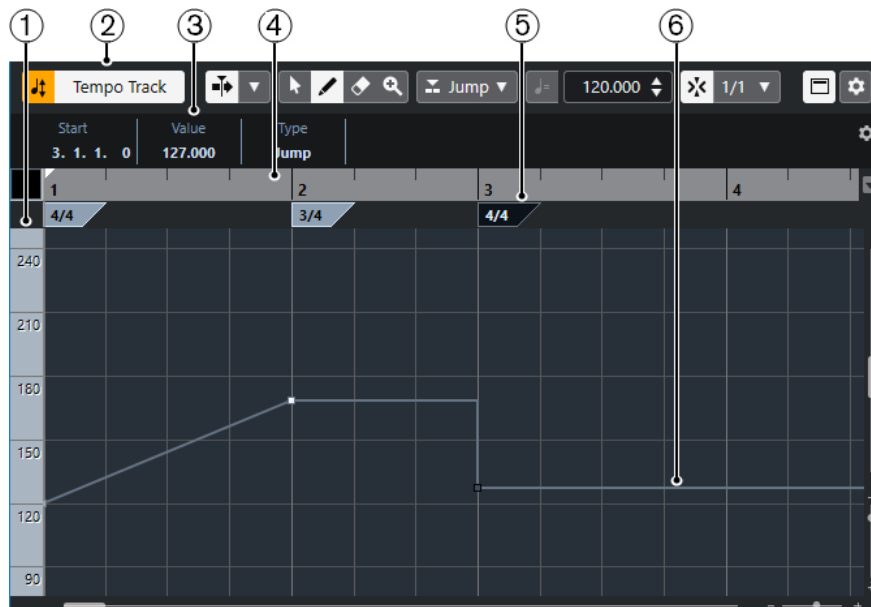 1 2 3 4 5 6
Tempo Track Jump 120.000 1/1
Start Value Type
3. 1. 1. 0 127.000 Jump
1 2 3 4
4/4 3/4 4/4
240
210
180
150
120
90